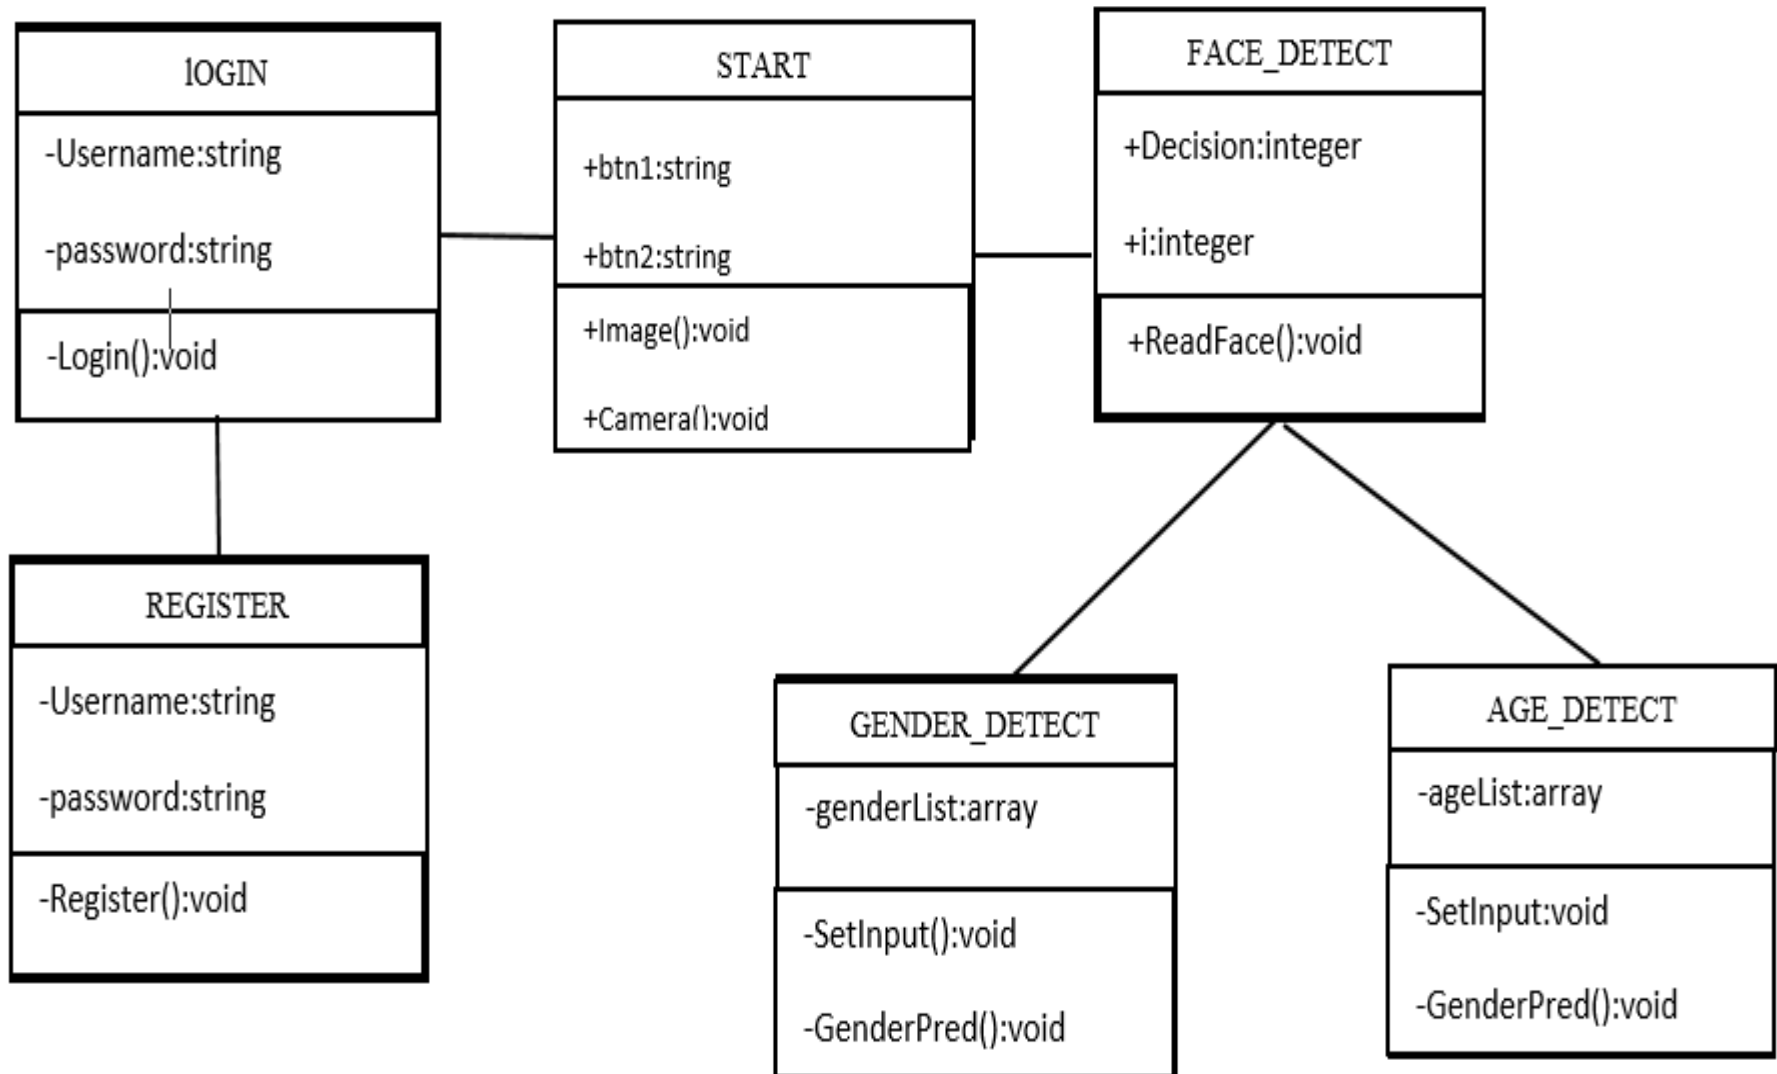 lOGIN
-Username:string
-password:string
-Login():void
START
+btn1:string
+btn2:string
+Image():void
+Camera():void
FACE_DETECT
+Decision:integer
+i:integer
+ReadFace():void
REGISTER
-Username:string
-password:string
-Register():void
GENDER_DETECT
-genderList:array
-SetInput():void
-GenderPred():void
AGE_DETECT
-ageList:array
-SetInput:void
-GenderPred():void